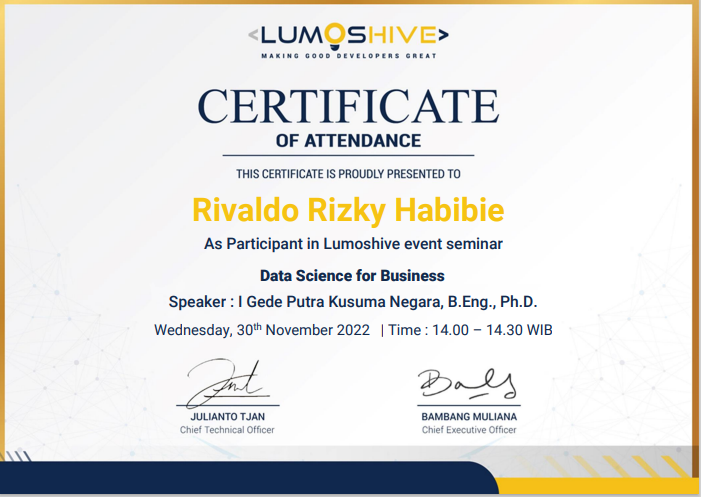 <LUMOSHIVE>
MAKING GOOD DEVELOPERS GREAT
CERTIFICATE
OF ATTENDANCE
THIS CERTIFICATE IS PROUDLY PRESENTED TO
Rivaldo Rizky Habibie
As Participant in Lumoshive event seminar
Data Science for Business
Speaker : I Gede Putra Kusuma Negara, B.Eng., Ph.D.
Wednesday, 30th November 2022 | Time : 14.00 – 14.30 WIB
JULIANTO TJAN
Chief Technical Officer
BAMBANG MULIANA
Chief Executive Officer